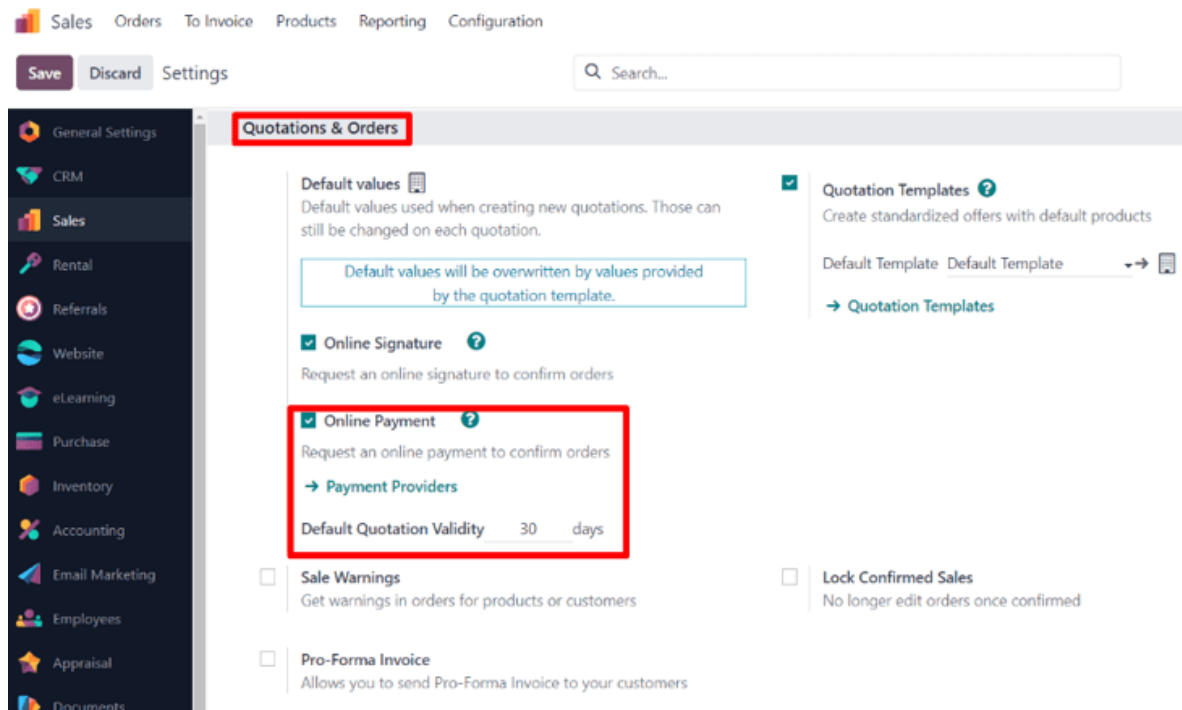 Sales Orders To Invoice Products Reporting Configuration
Save Discard Settings
Search...
General Settings
CRM
Sales
Rental
Referrals
Website
eLearning
Purchase
Inventory
Accounting
Email Marketing
Employees
Appraisal
Documents
Quotations & Orders
Default values
Default values used when creating new quotations. Those can
still be changed on each quotation.
Default values will be overwritten by values provided
by the quotation template.
Online Signature ?
Request an online signature to confirm orders
Online Payment ?
Request an online payment to confirm orders
→ Payment Providers
Default Quotation Validity 30 days
Quotation Templates ?
Create standardized offers with default products
Default Template Default Template
→ Quotation Templates
Sale Warnings
Get warnings in orders for products or customers
Lock Confirmed Sales
No longer edit orders once confirmed
Pro-Forma Invoice
Allows you to send Pro-Forma Invoice to your customers